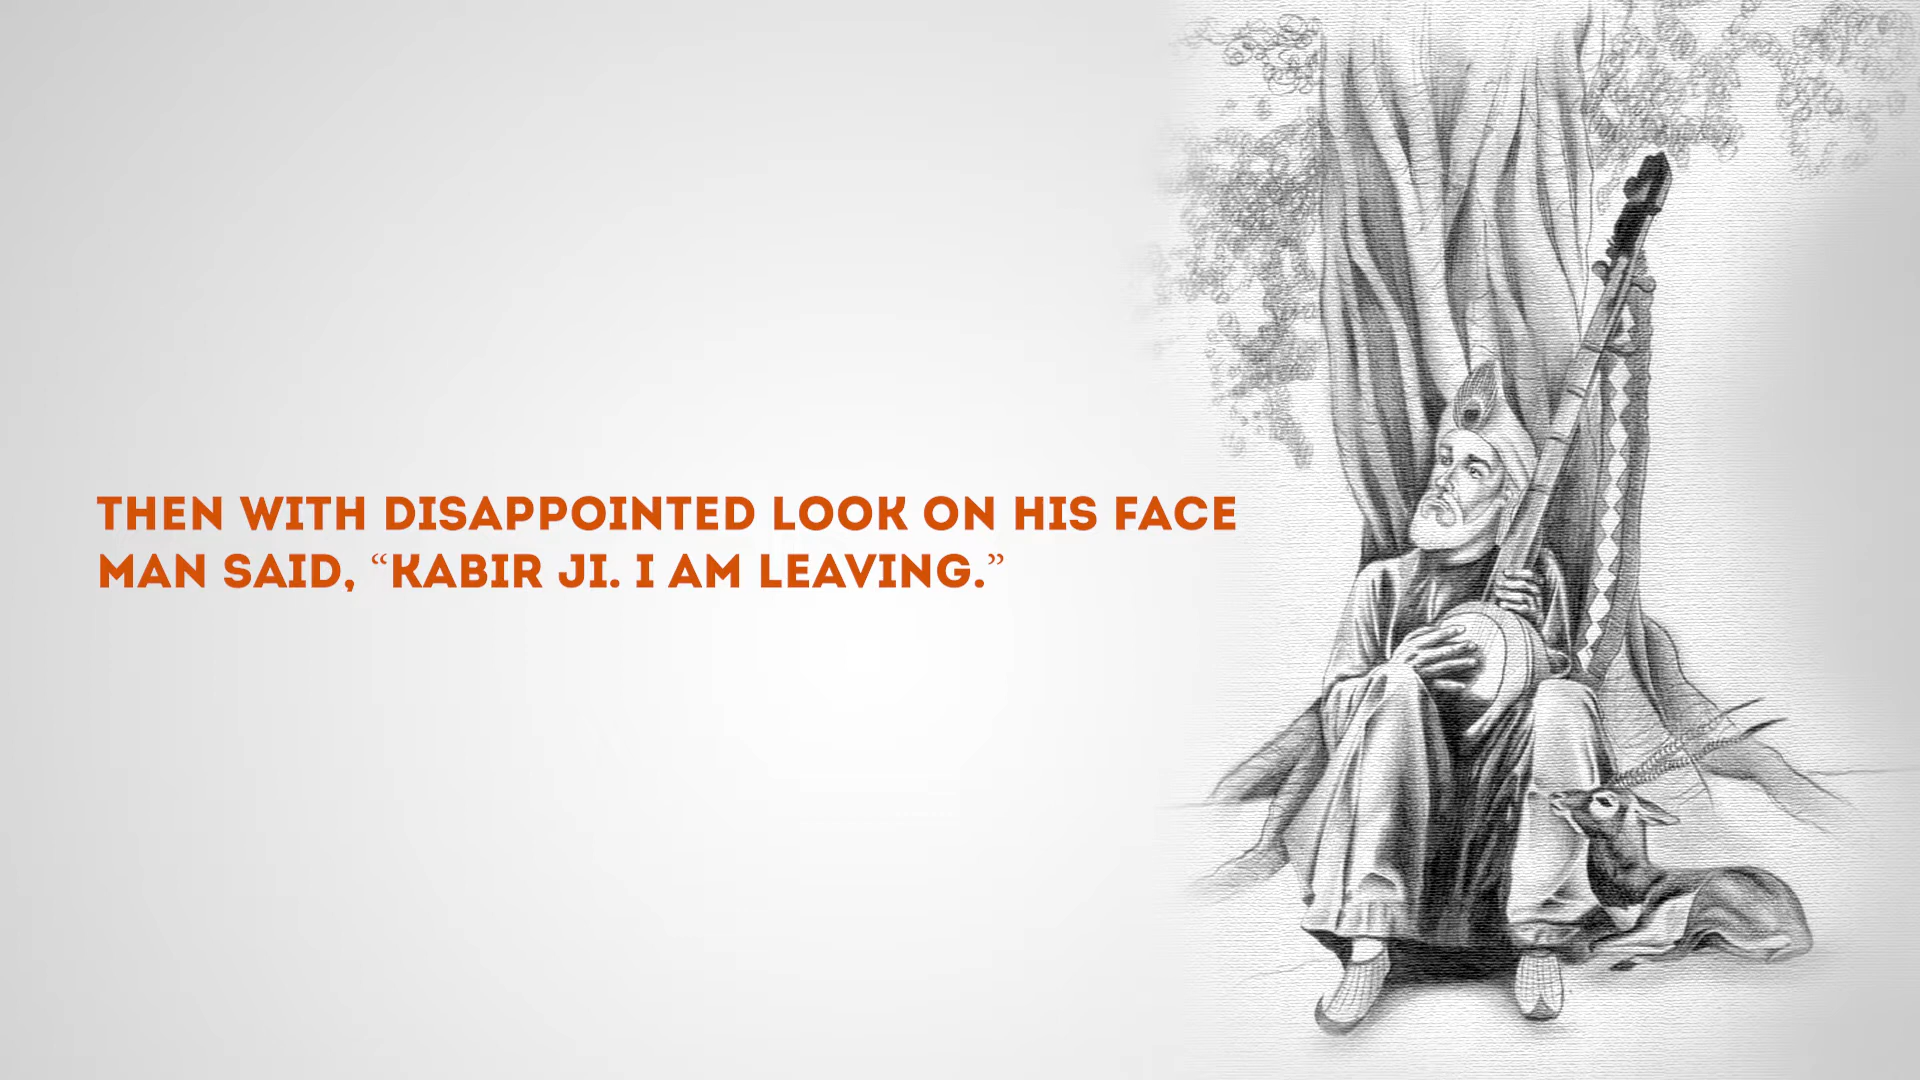 THEN WITH DISAPPOINTED LOOK ON HIS FACE
MAN SAID, “KABIR JI. I AM LEAVING.”